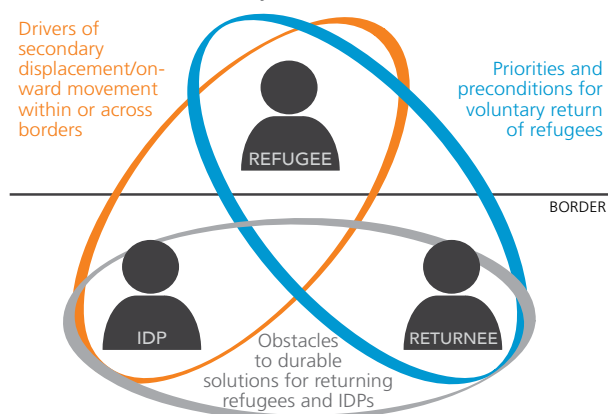 Drivers of
secondary
displacement/on-
ward movement
within or across
borders
Priorities and
preconditions for
voluntary return
of refugees
REFUGEE
BORDER
IDP
RETURNEE
Obstacles
to durable
solutions for returning
refugees and IDPs